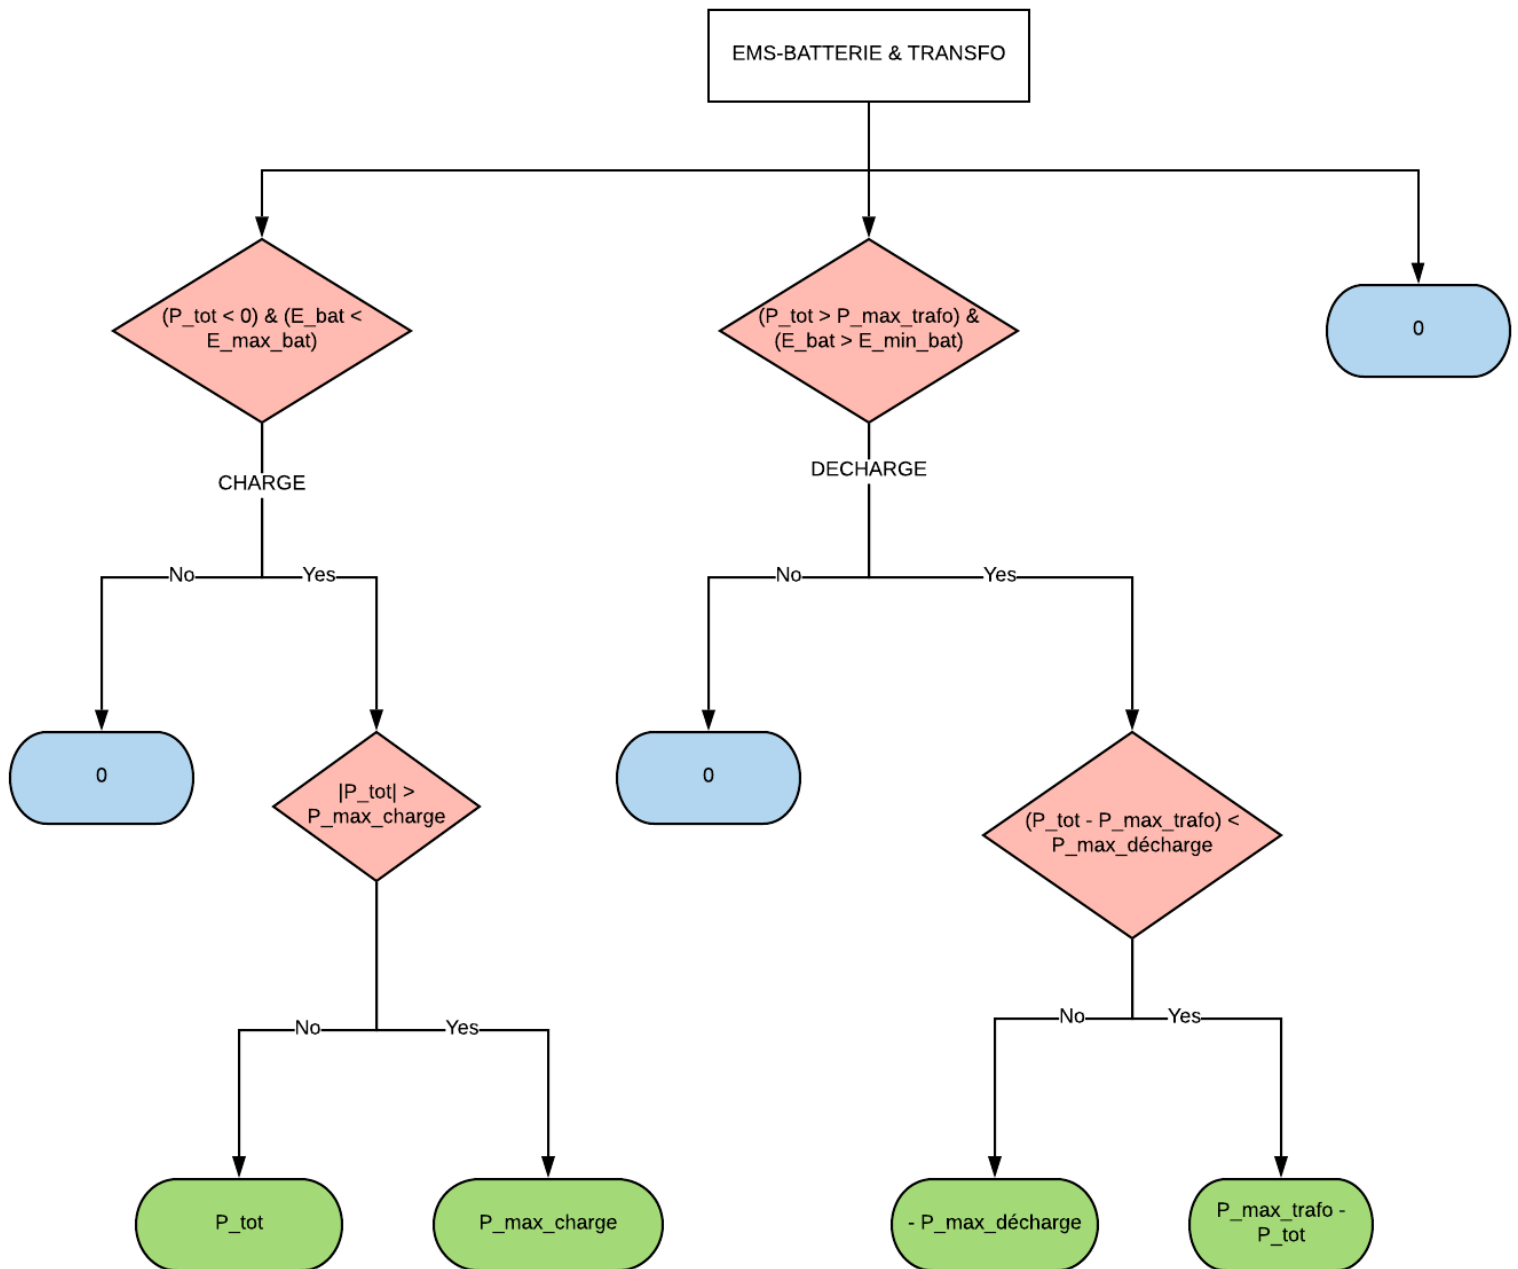 EMS-BATTERIE & TRANSFO
(P_tot < 0) & (E_bat <
E_max_bat)
(P_tot > P_max_trafo) &
(E_bat > E_min_bat)
0
CHARGE
DECHARGE
No
Yes
No
Yes
0
|P_tot| >
P_max_charge
0
(P_tot - P_max_trafo) <
P_max_décharge
No
Yes
No
Yes
P_tot
P_max_charge
- P_max_décharge
P_max_trafo -
P_tot